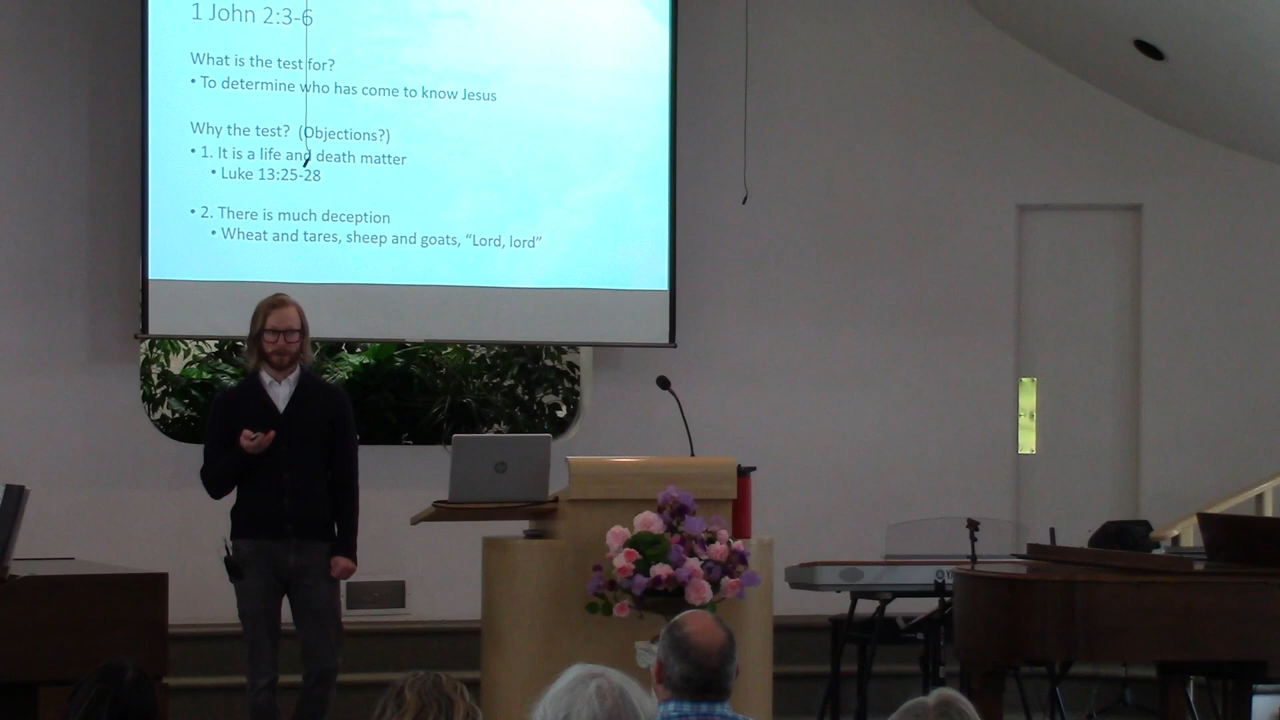 1 John 2:3-6
What is the test for?
• To determine who has come to know Jesus
Why the test? (Objections?)
• 1. It is a life and death matter
• Luke 13:25-28
• 2. There is much deception
• Wheat and tares, sheep and goats, “Lord, lord”
hp